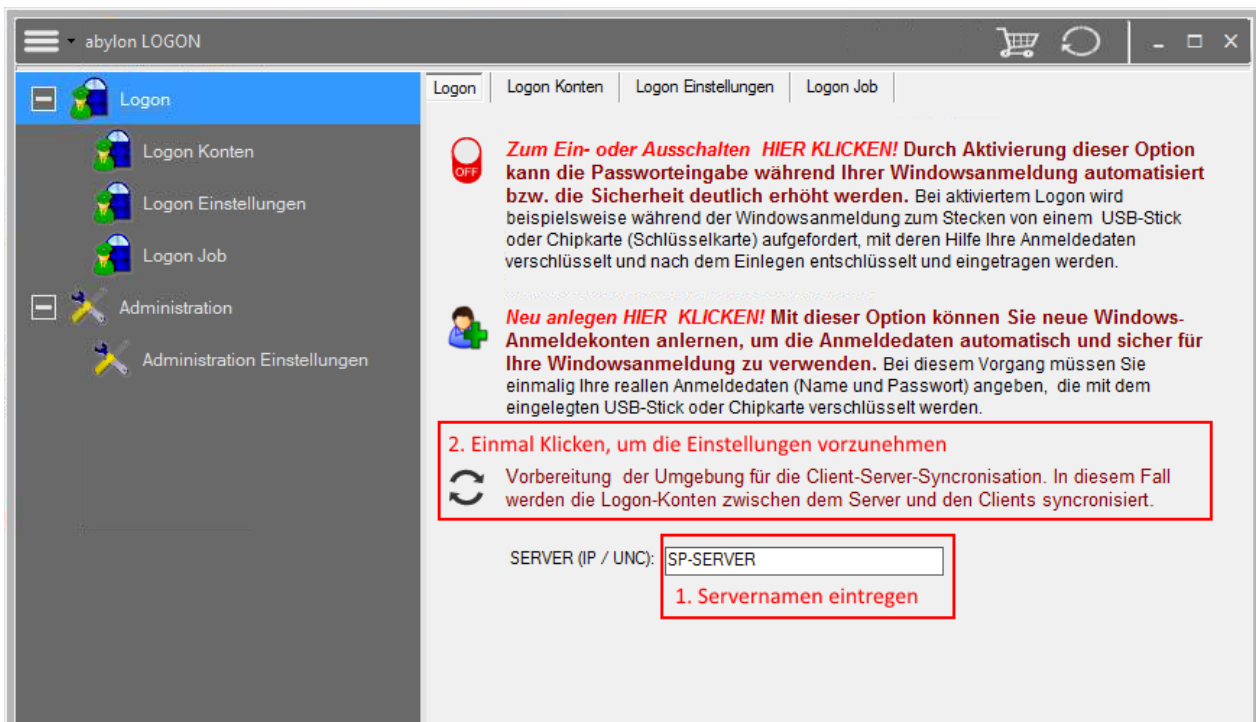 abylon LOGON
Logon
Logon Konten
Logon Einstellungen
Logon Job
Administration
Administration Einstellungen
Logon Logon Konten Logon Einstellungen Logon Job
OFF
Zum Ein- oder Ausschalten HIER KLICKEN! Durch Aktivierung dieser Option
kann die Passworteingabe während Ihrer Windowsanmeldung automatisiert
bzw. die Sicherheit deutlich erhöht werden. Bei aktiviertem Logon wird
beispielsweise während der Windowsanmeldung zum Stecken von einem USB-Stick
oder Chipkarte (Schlüsselkarte) aufgefordert, mit deren Hilfe Ihre Anmeldedaten
verschlüsselt und nach dem Einlegen entschlüsselt und eingetragen werden.
Neu anlegen HIER KLICKEN! Mit dieser Option können Sie neue Windows-
Anmeldekonten anlernen, um die Anmeldedaten automatisch und sicher für
Ihre Windowsanmeldung zu verwenden. Bei diesem Vorgang müssen Sie
einmalig Ihre reallen Anmeldedaten (Name und Passwort) angeben, die mit dem
eingelegten USB-Stick oder Chipkarte verschlüsselt werden.
2. Einmal Klicken, um die Einstellungen vorzunehmen
Vorbereitung der Umgebung für die Client-Server-Syncronisation. In diesem Fall
werden die Logon-Konten zwischen dem Server und den Clients syncronisiert.
SERVER (IP / UNC): SP-SERVER
1. Servernamen eintregen